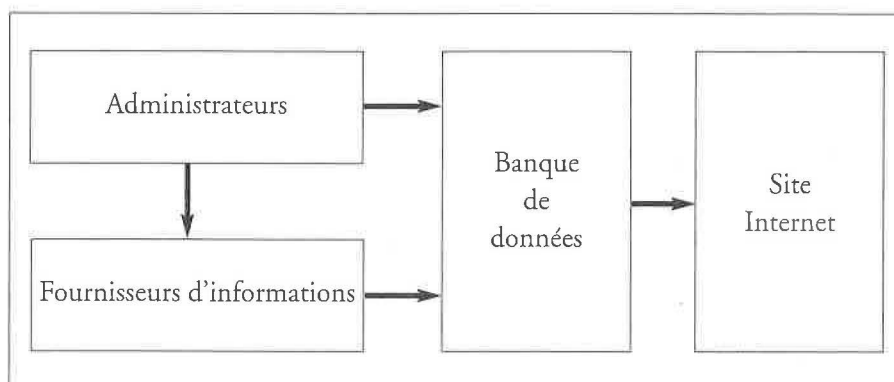 Administrateurs
Fournisseurs d'informations
Banque
de
données
Site
Internet